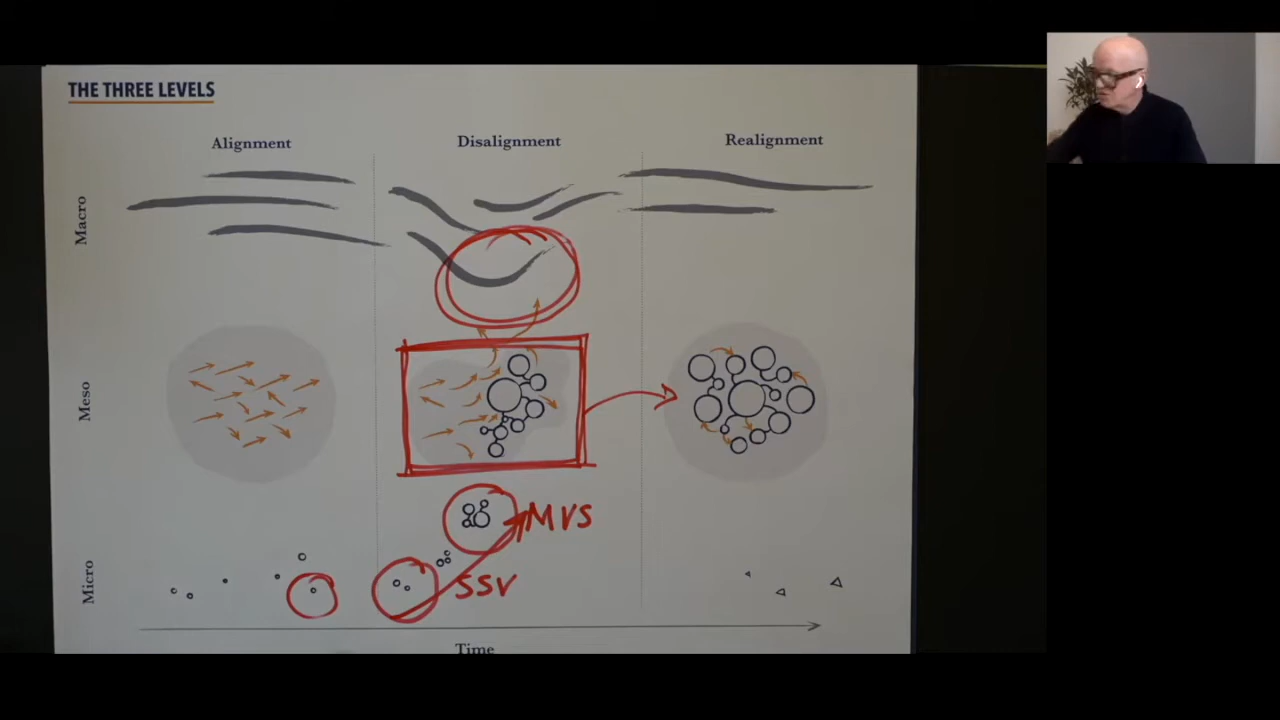 THE THREE LEVELS
Alignment
Disalignment
Realignment
Macro
Meso
Micro
MVS
SSV
Time